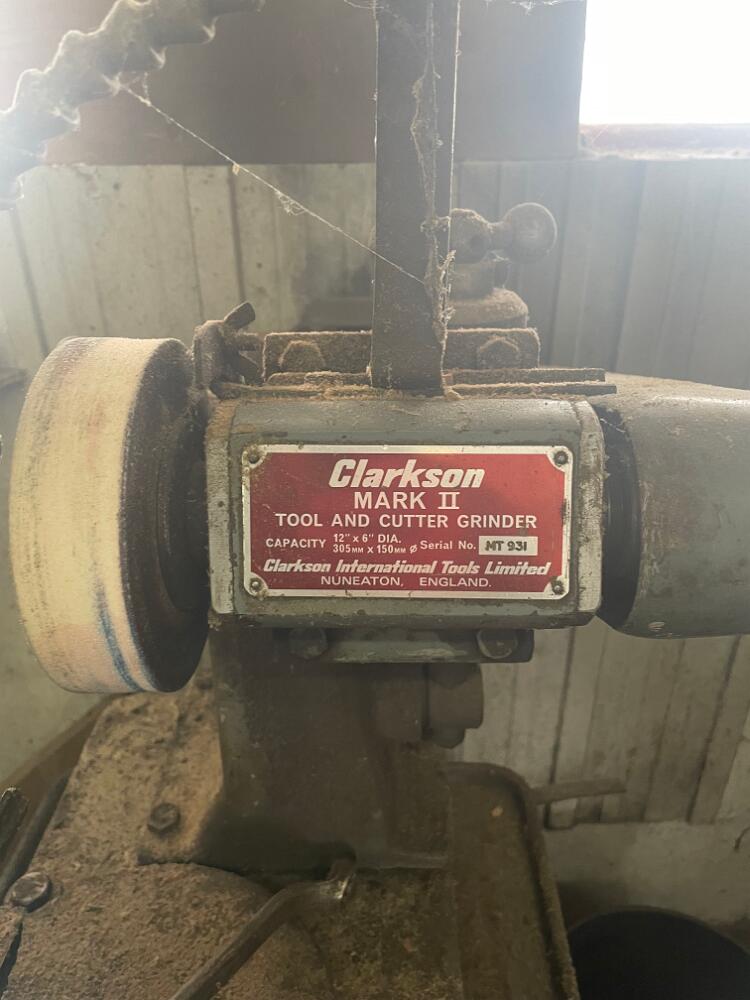 Clarkson
MARK II
TOOL AND CUTTER GRINDER
CAPACITY 12" x 6" DIA.
305MM x 150MM ø Serial No. MT 931
Clarkson International Tools Limited
NUNEATON, ENGLAND.